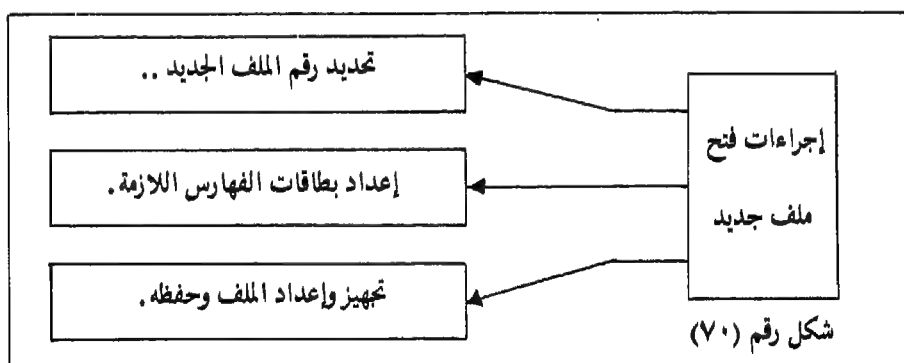 إجراءات فتح
ملف جديد
تحديد رقم الملف الجديد ..
إعداد بطاقات الفهارس اللازمة.
تجهيز وإعداد الملف وحفظه.
شكل رقم (٧٠)